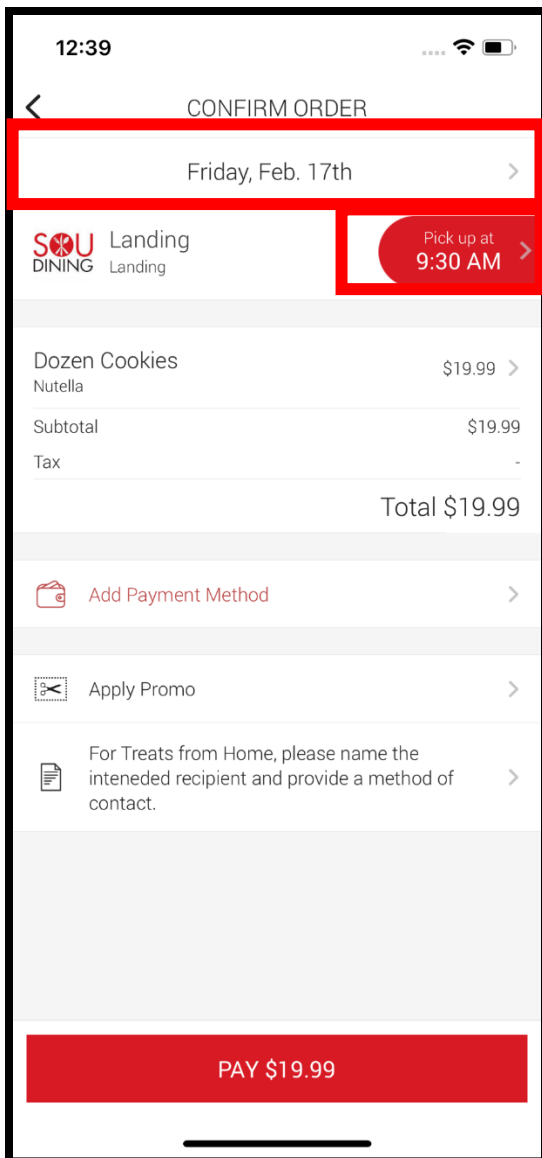 12:39
CONFIRM ORDER
Friday, Feb. 17th
SOU
DINING
Landing
Landing
Pick up at
9:30 AM
Dozen Cookies
Nutella
$19.99
Subtotal
$19.99
Tax
-
Total $19.99
Add Payment Method
Apply Promo
For Treats from Home, please name the
inteneded recipient and provide a method of
contact.
PAY $19.99